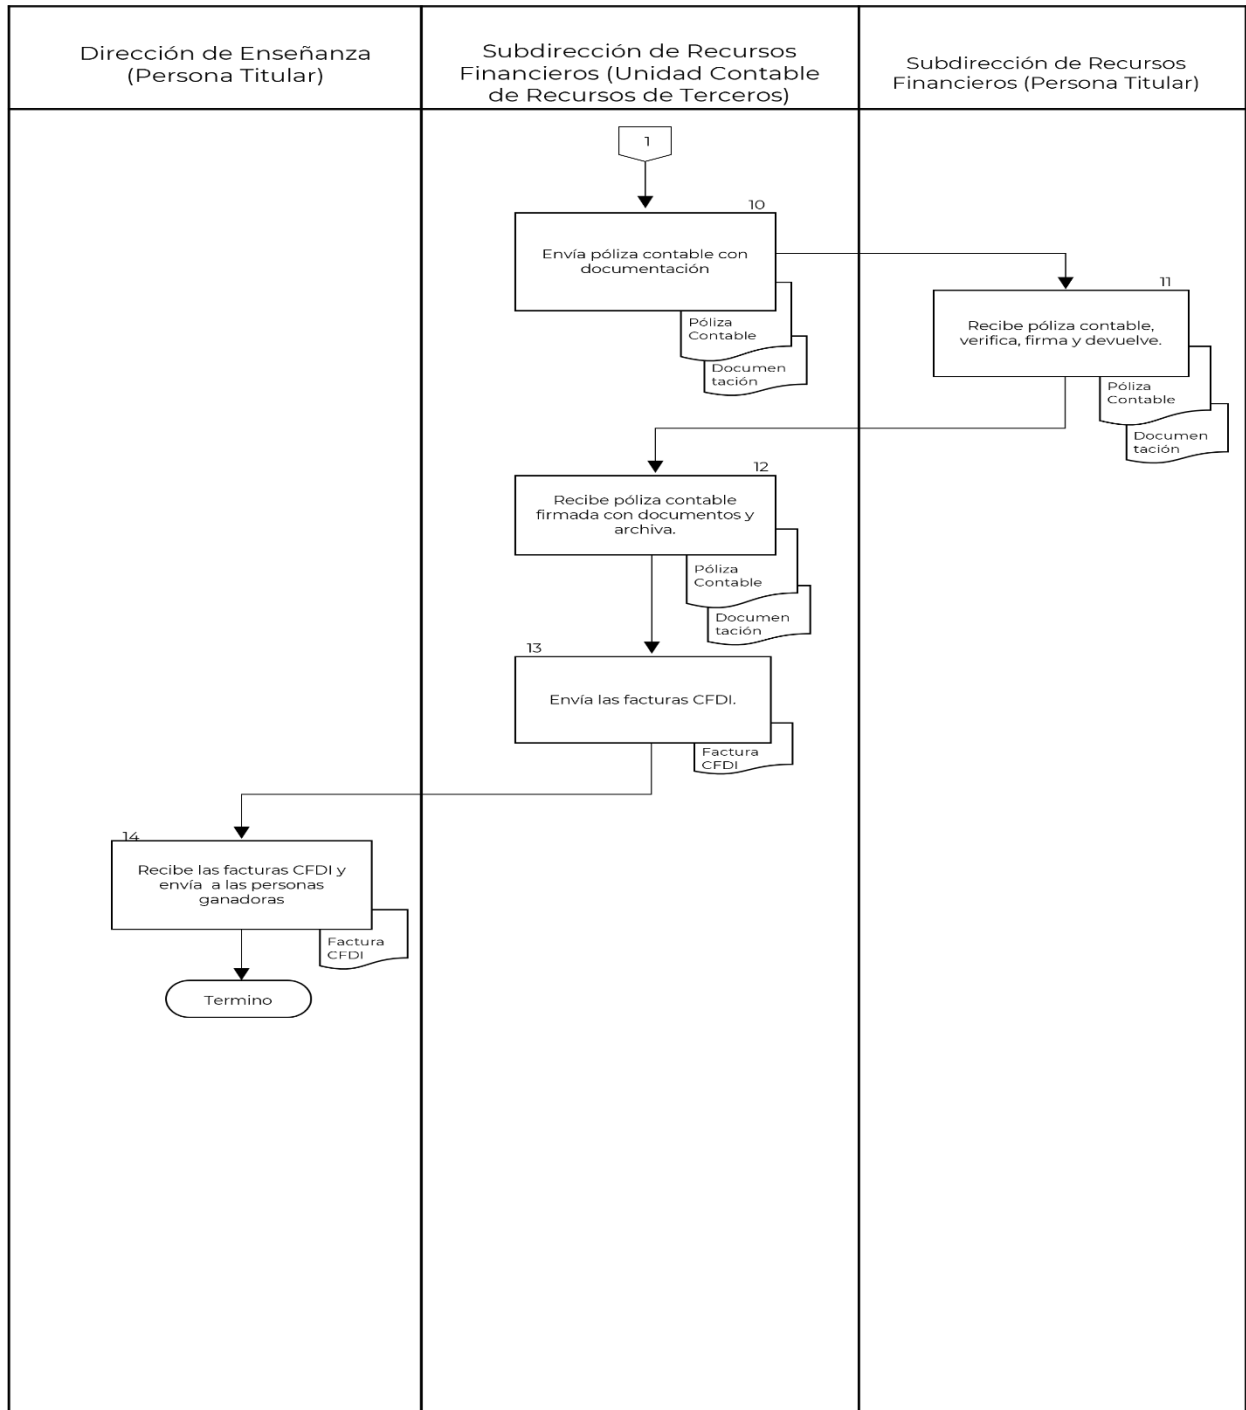 Dirección de Enseñanza
(Persona Titular)
Subdirección de Recursos
Financieros (Unidad Contable
de Recursos de Terceros)
Subdirección de Recursos
Financieros (Persona Titular)
1
10
Envía póliza contable con
documentación
Póliza
Contable
Documen
tación
11
Recibe póliza contable,
verifica, firma y devuelve.
Póliza
Contable
Documen
tación
12
Recibe póliza contable
firmada con documentos y
archiva.
Póliza
Contable
Documen
tación
13
Envía las facturas CFDI.
Factura
CFDI
14
Recibe las facturas CFDI y
envía a las personas
ganadoras
Factura
CFDI
Termino